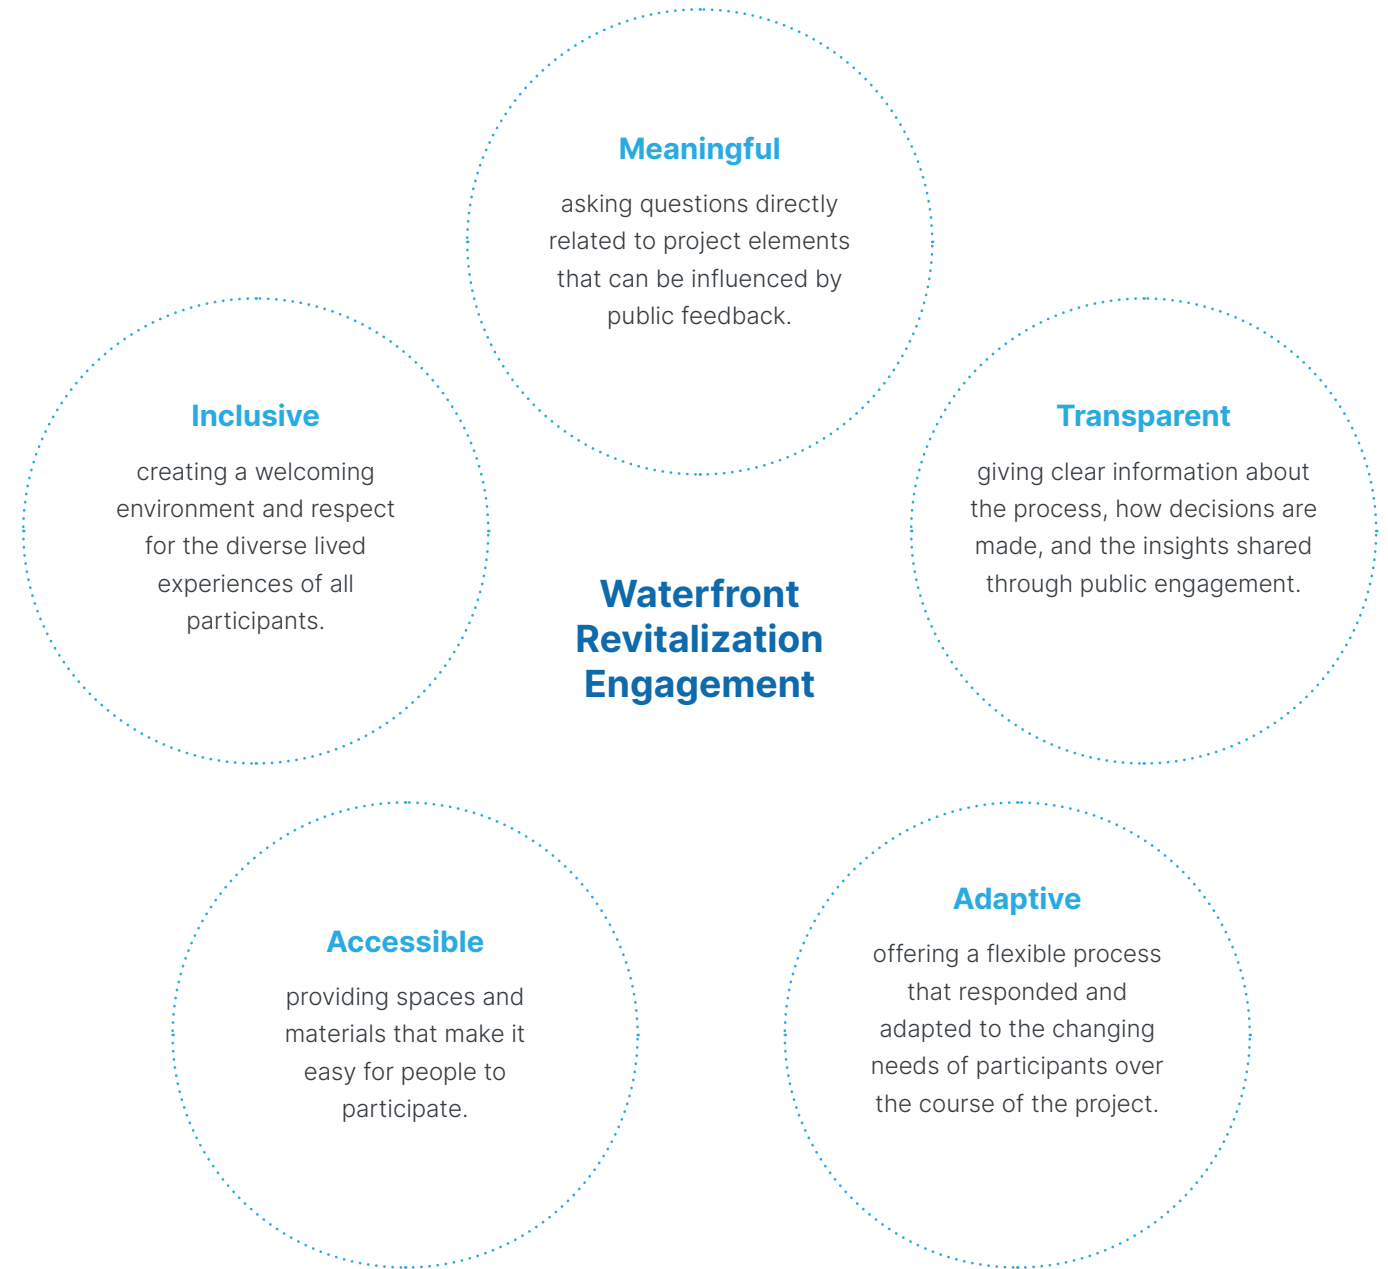 Meaningful
asking questions directly
related to project elements
that can be influenced by
public feedback.
Inclusive
creating a welcoming
environment and respect
for the diverse lived
experiences of all
participants.
Transparent
giving clear information about
the process, how decisions are
made, and the insights shared
through public engagement.
Waterfront
Revitalization
Engagement
Accessible
providing spaces and
materials that make it
easy for people to
participate.
Adaptive
offering a flexible process
that responded and
adapted to the changing
needs of participants over
the course of the project.